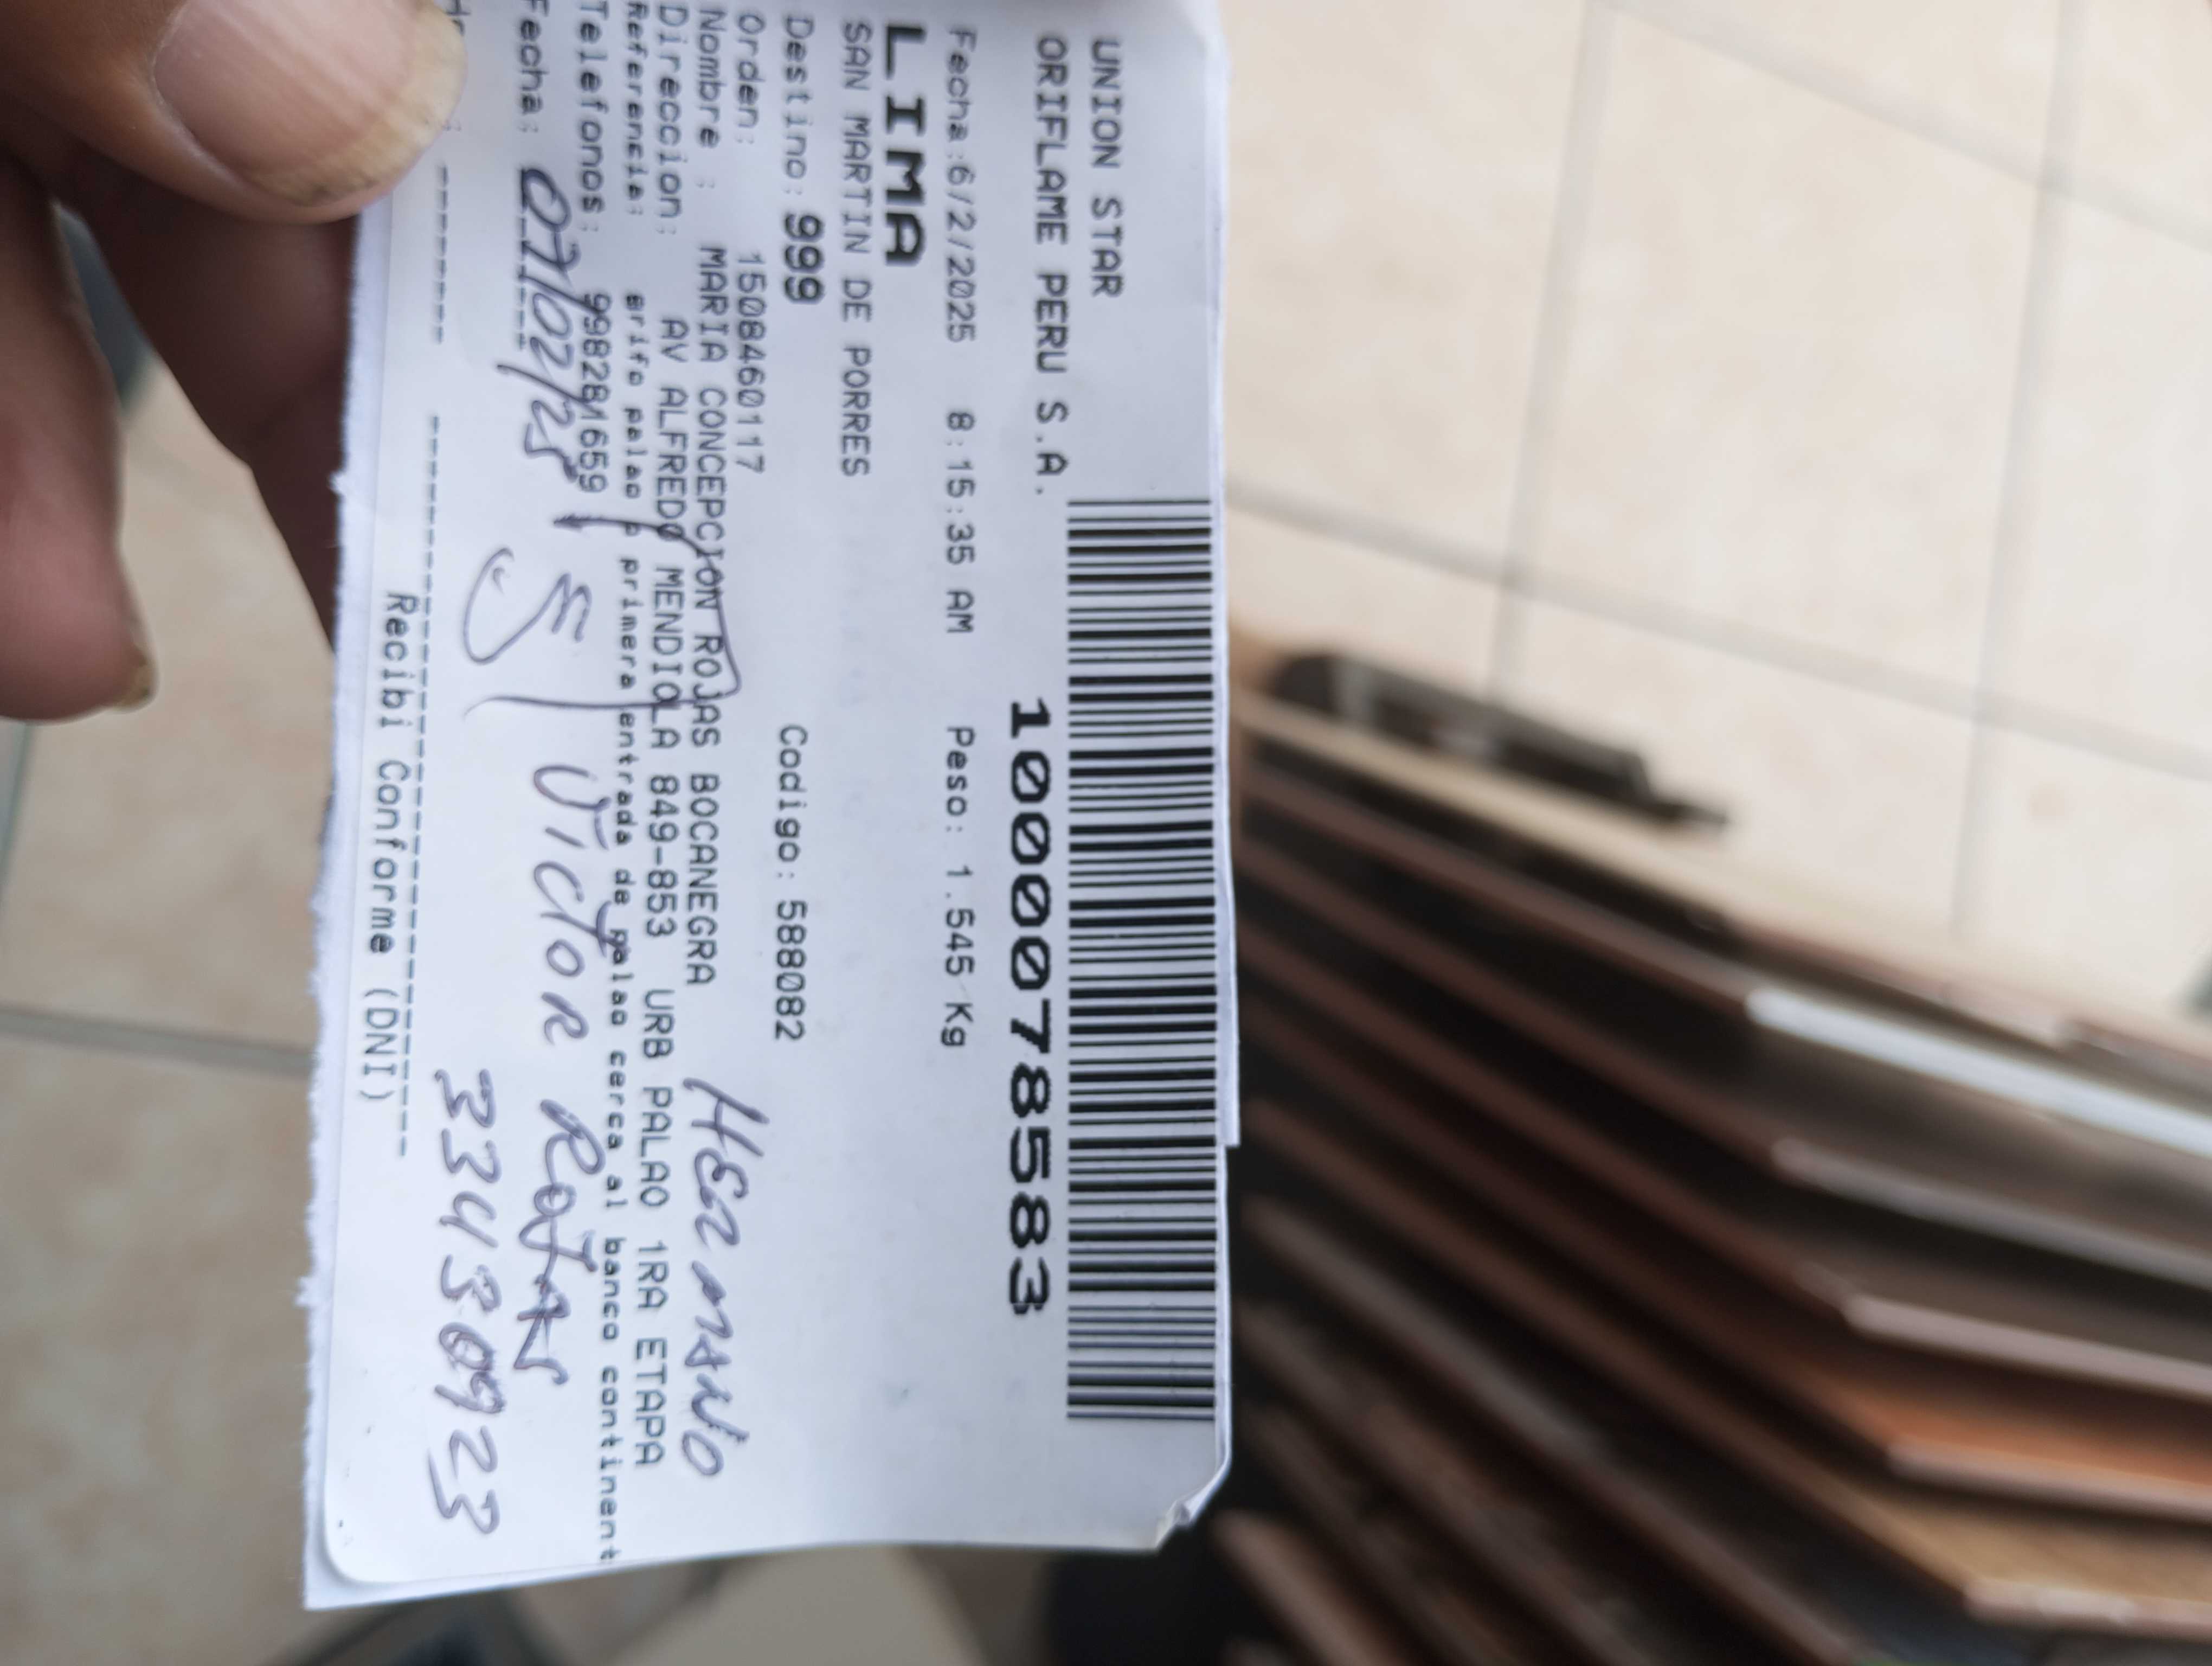 UNION STAR
ORIFLAME PERU S.A.
10000078583
Fecha:6/2/2025 8:15:35 AM Peso: 1.545 Kg
LIMA
SAN MARTIN DE PORRES
Destino: 999 Codigo: 588082
Orden: 15084460117
Nombre : MARIA CONCEPCION ROJAS BOCANEGRA
Hermano
Direccion: AV ALFREDO MENDIOLA 849-853 URB PALAO 1RA ETAPA
Referencia: grifo palao a primera entrada de palao cerca al banco continent
Telefonos: 998281659
Fecha: 07/02/25
Victor Rojas
33430923
Recibi Conforme (DNI)